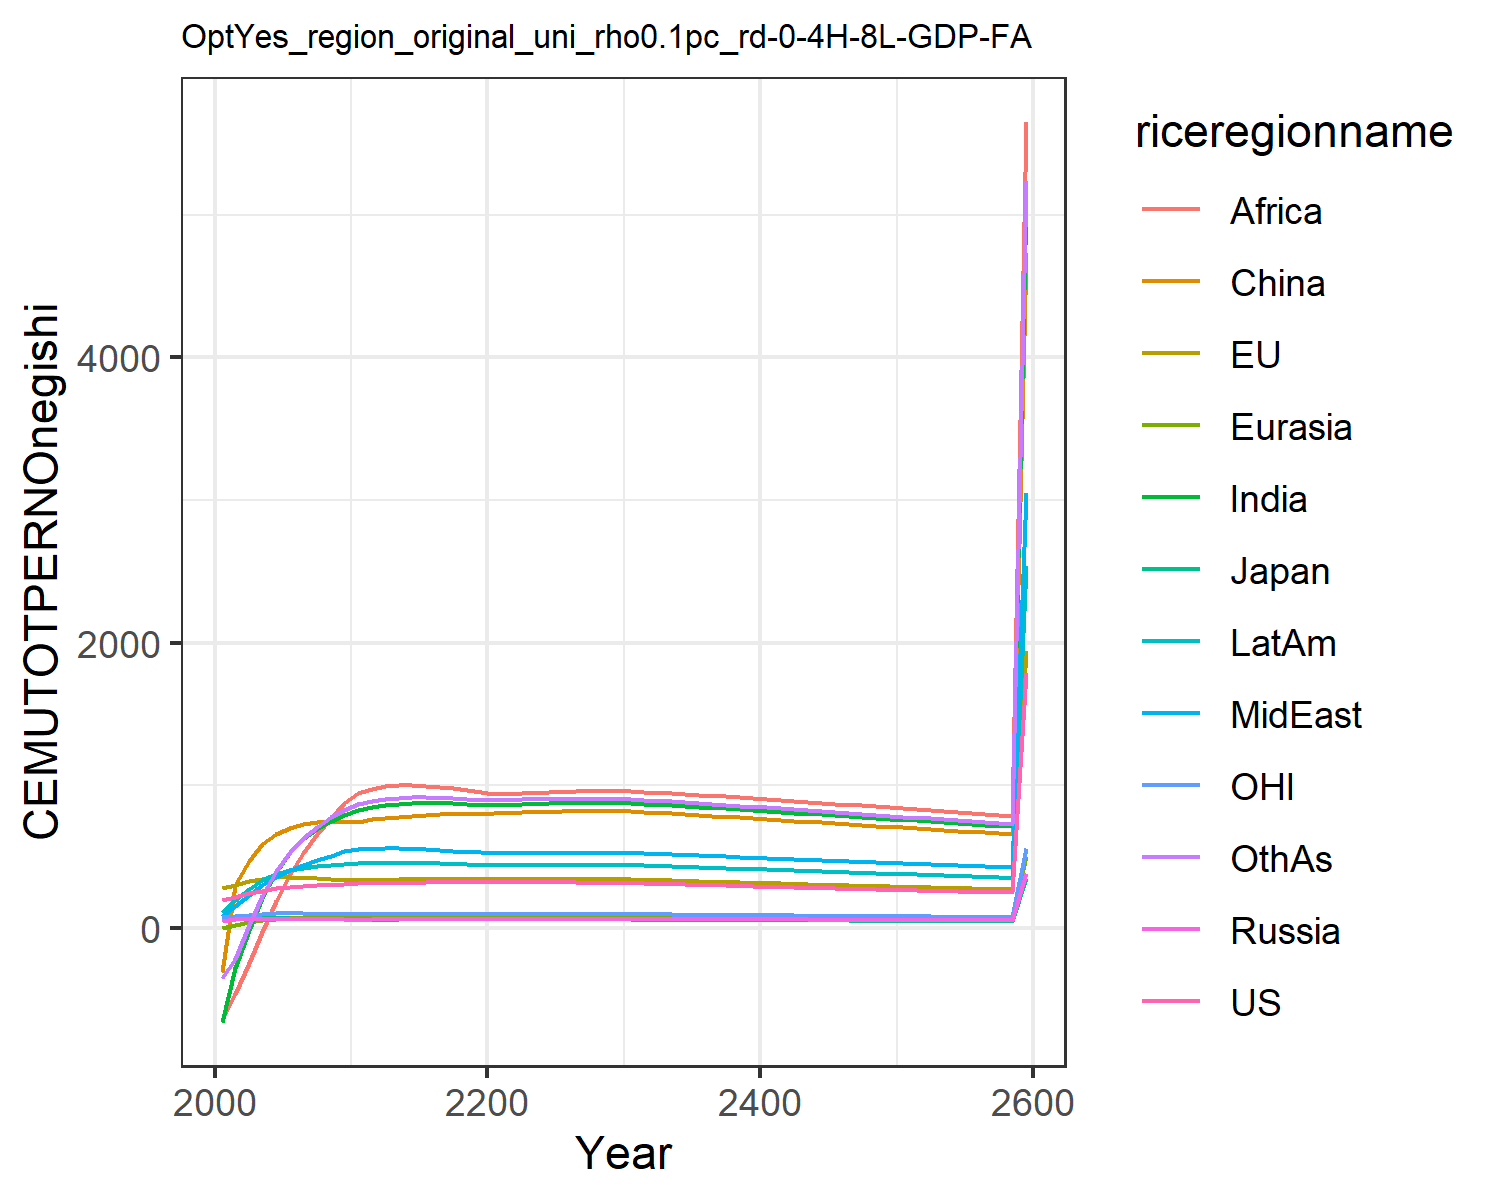 OptYes_region_original_uni_rho0.1pc_rd-0-4H-8L-GDP-FA
CEMUTOTPERNOnegishi
4000
2000
0
2000 2200 2400 2600
Year
riceregionname
Africa
China
EU
Eurasia
India
Japan
LatAm
MidEast
OHI
OthAs
Russia
US